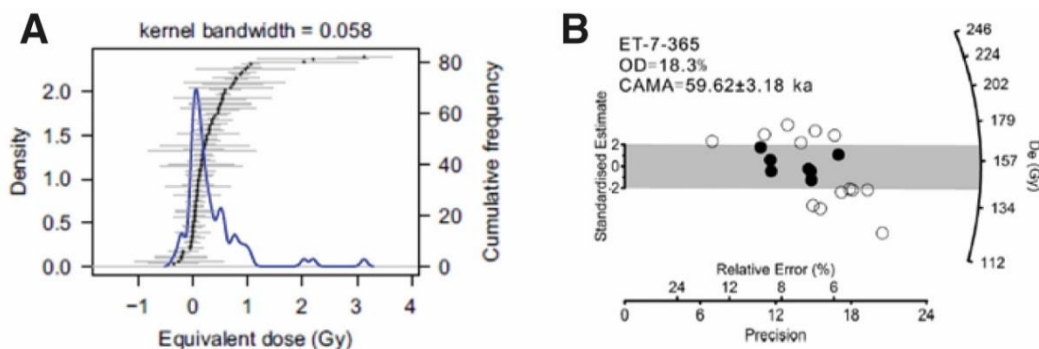 A
kernel bandwidth = 0.058
Density
2.0
1.5
1.0
0.5
0.0
80
60
40
20
0
Cumulative frequency
−1 0 1 2 3 4
Equivalent dose (Gy)
B
ET-7-365
OD=18.3%
CAMA=59.62±3.18 ka
Standardised Estimate
2
0
-2
246
224
202
179
157
134
112
De (Gy)
Relative Error (%)
24 12 8 6
0 6 12 18 24
Precision